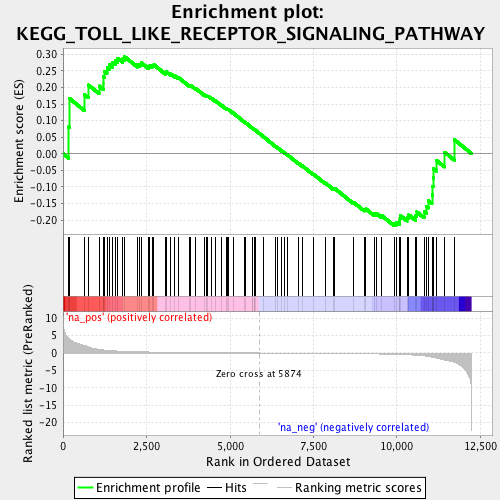 Enrichment plot:
KEGG_TOLL_LIKE_RECEPTOR_SIGNALING_PATHWAY
Enrichment score (ES)
0.30
0.25
0.20
0.15
0.10
0.05
0.00
-0.05
-0.10
-0.15
-0.20
'na_pos' (positively correlated)
Ranked list metric (PreRanked)
10
5
0
-5
-10
-15
-20
Zero cross at 5874
'na_neg' (negatively correlated)
0
2,500
5,000
7,500
10,000
12,500
Rank in Ordered Dataset
Enrichment profile
Hits
Ranking metric scores